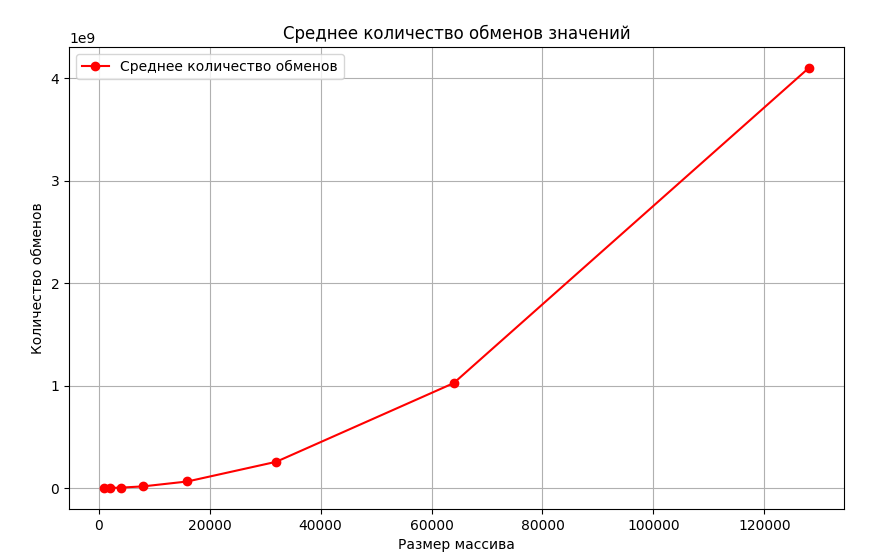 Среднее количество обменов значений
1e9
Среднее количество обменов
4
3
2
1
0
Количество обменов
0 20000 40000 60000 80000 100000 120000
Размер массива